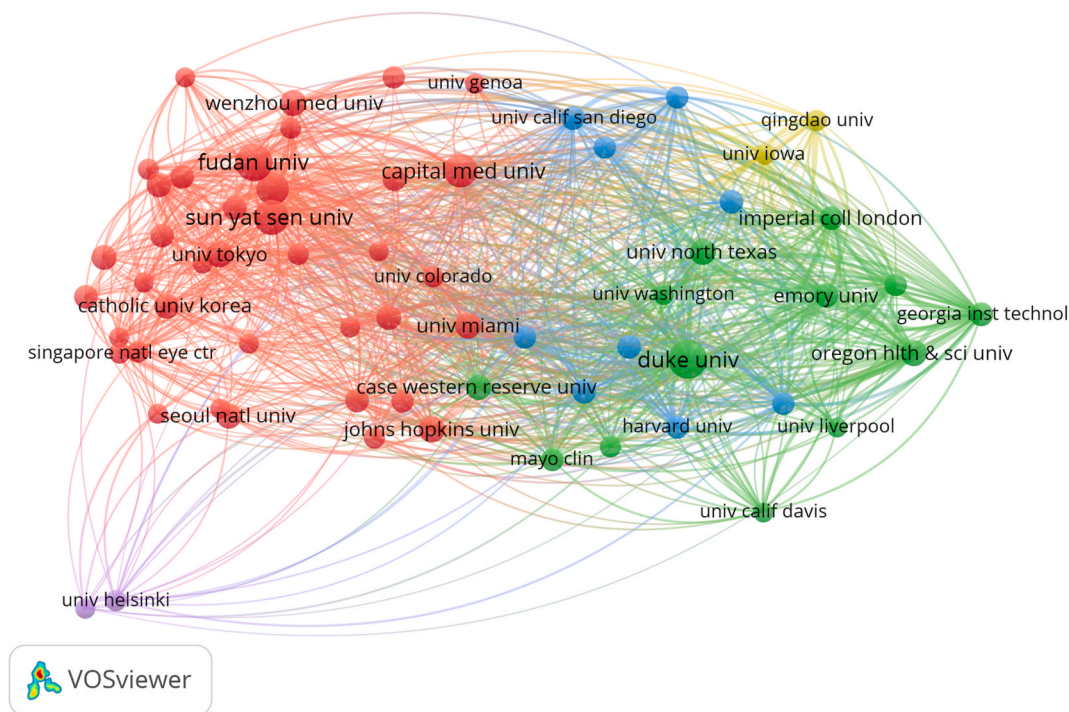 univ genoa
wenzhou med univ
univ calif san diego
qingdao univ
univ iowa
fudan univ
capital med univ
sun yat sen univ
imperial coll london
univ tokyo
univ north texas
univ colorado
univ washington
emory univ
catholic univ korea
georgia inst technol
univ miami
singapore natl eye ctr
oregon hlth & sci univ
duke univ
case western reserve univ
seoul natl univ
johns hopkins univ
harvard univ
univ liverpool
mayo clin
univ calif davis
univ helsinki
VOSviewer